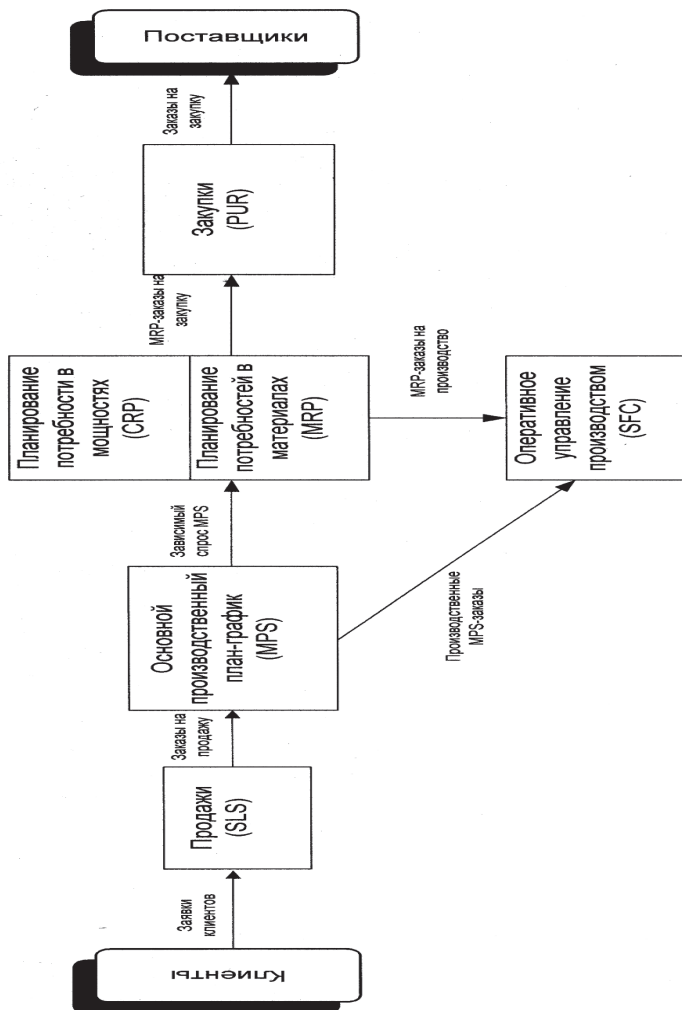 Поставщики
Заказы на
закупку
Закупки
(PUR)
MRP-заказы на
закупку
Планирование
потребности в
мощностях
(CRP)
Планирование
потребностей в
материалах
(MRP)
MRP-заказы на
производство
Оперативное
управление
производством
(SFC)
Зависимый
спрос MPS
Основной
производственный
план-график
(MPS)
Производственные
MPS-заказы
Заказы на
продажу
Продажи
(SLS)
Заявки
клиентов
Клиенты